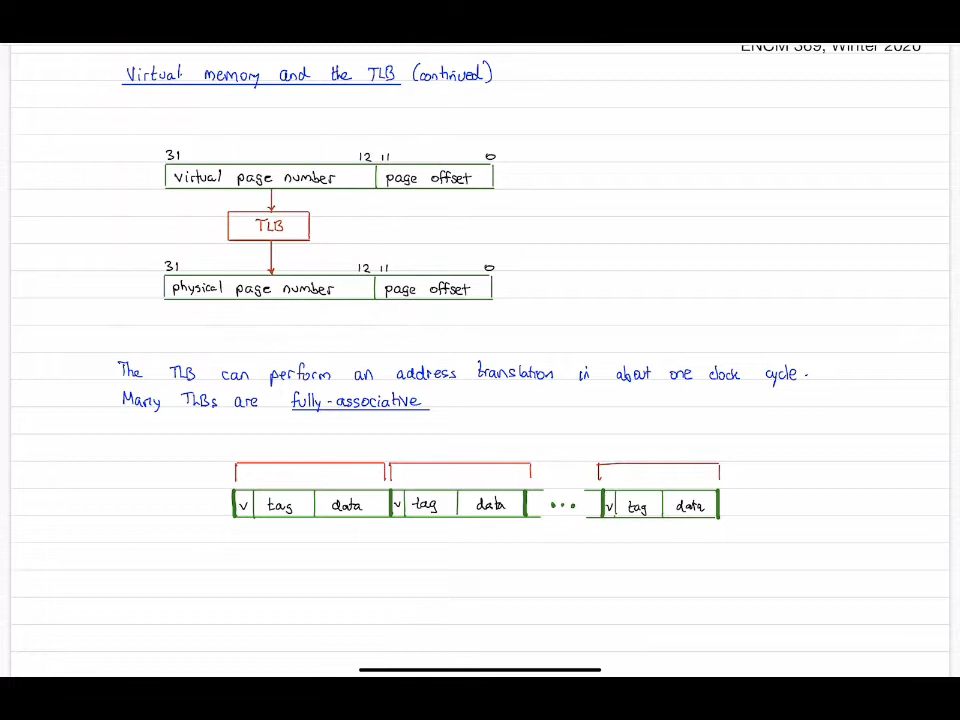 ENCM 369, Winter 2020
Virtual memory and the TLB (continued)
31 12 11 0
virtual page number page offset
TLB
31 12 11 0
physical page number page offset
The TLB can perform an address translation in about one clock cycle.
Many TLBs are fully-associative
v tag data v tag data ... v tag data